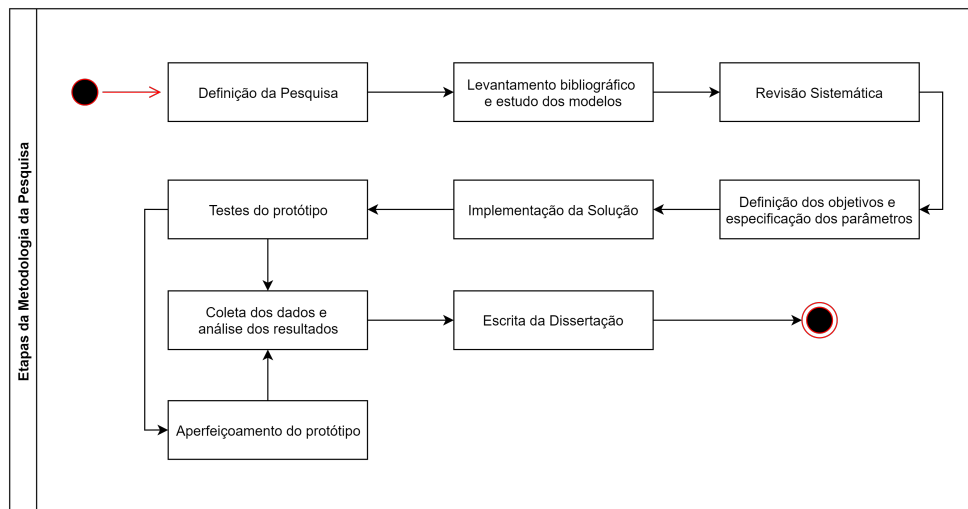 Etapas da Metodologia da Pesquisa
Definição da Pesquisa
Levantamento bibliográfico
e estudo dos modelos
Revisão Sistemática
Testes do protótipo
Implementação da Solução
Definição dos objetivos e
especificação dos parâmetros
Coleta dos dados e
análise dos resultados
Escrita da Dissertação
Aperfeiçoamento do protótipo